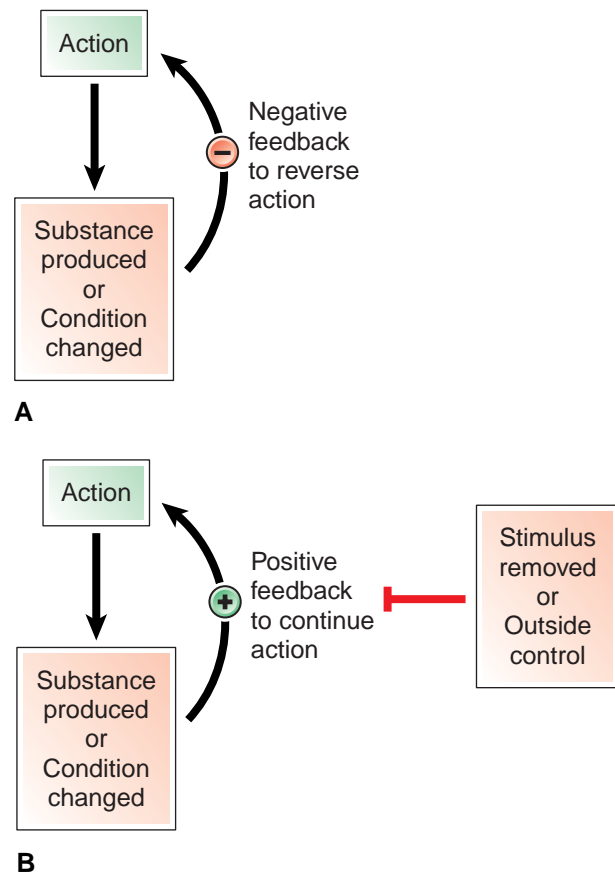 Action
Negative
feedback
to reverse
action
−
Substance
produced
or
Condition
changed
A
Action
Positive
feedback
to continue
action
+
Stimulus
removed
or
Outside
control
Substance
produced
or
Condition
changed
B